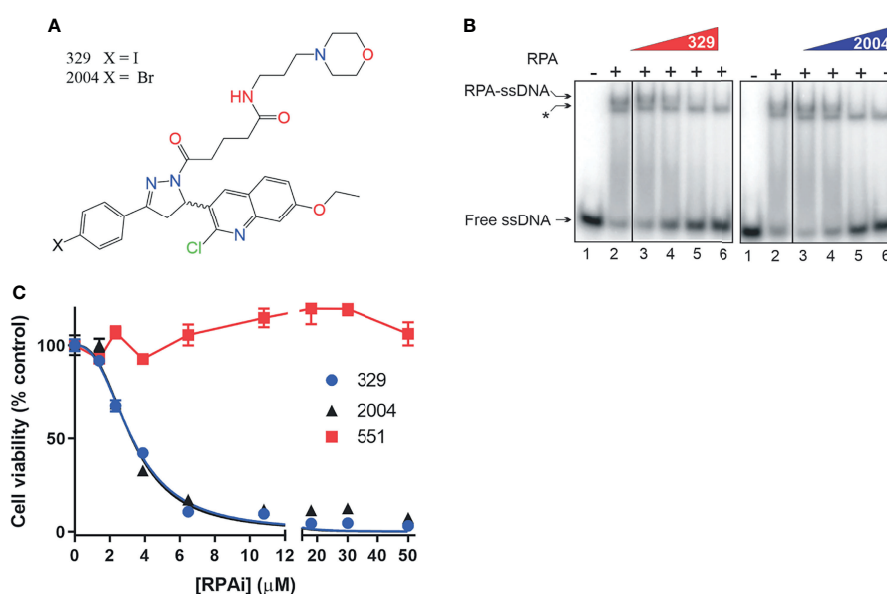 A
329 X = I
2004 X = Br
N
O
HN
O
O
N
N
X
Cl
N
O
B
329
2004
RPA
- + + + + +
- + + + +
RPA-ssDNA
*
Free ssDNA
1 2 3 4 5 6
1 2 3 4 5 6
C
Cell viability (% control)
100
50
0
329
2004
551
0 2 4 6 8 10 12 20 30 40 50
[RPAi] (μM)